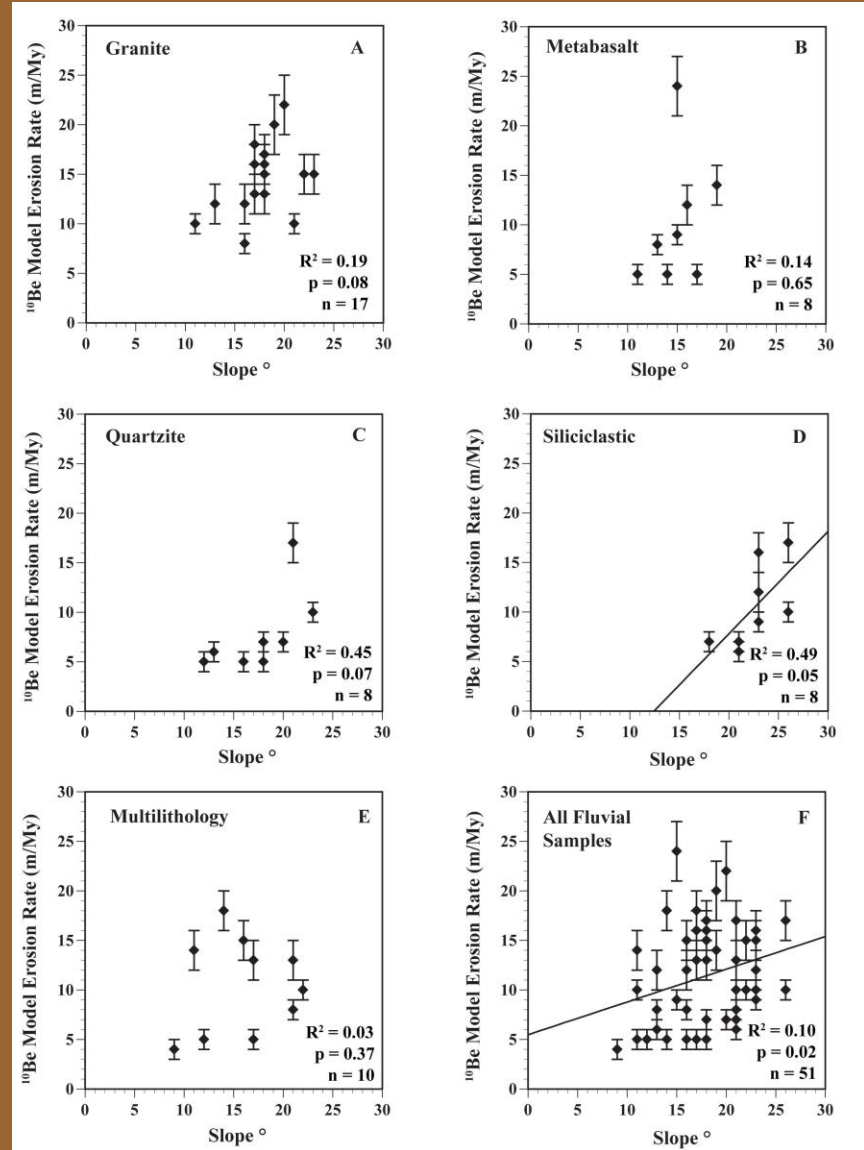 Granite
A
¹⁰Be Model Erosion Rate (m/My)
30
25
20
15
10
5
0
R² = 0.19
p = 0.08
n = 17
0 5 10 15 20 25 30
Slope °
Metabasalt
B
¹⁰Be Model Erosion Rate (m/My)
30
25
20
15
10
5
0
R² = 0.14
p = 0.65
n = 8
0 5 10 15 20 25 30
Slope °
Quartzite
C
¹⁰Be Model Erosion Rate (m/My)
30
25
20
15
10
5
0
R² = 0.45
p = 0.07
n = 8
0 5 10 15 20 25 30
Slope °
Siliciclastic
D
¹⁰Be Model Erosion Rate (m/My)
30
25
20
15
10
5
0
R² = 0.49
p = 0.05
n = 8
0 5 10 15 20 25 30
Slope °
Multilithology
E
¹⁰Be Model Erosion Rate (m/My)
30
25
20
15
10
5
0
R² = 0.03
p = 0.37
n = 10
0 5 10 15 20 25 30
Slope °
All Fluvial
Samples
F
¹⁰Be Model Erosion Rate (m/My)
30
25
20
15
10
5
0
R² = 0.10
p = 0.02
n = 51
0 5 10 15 20 25 30
Slope °